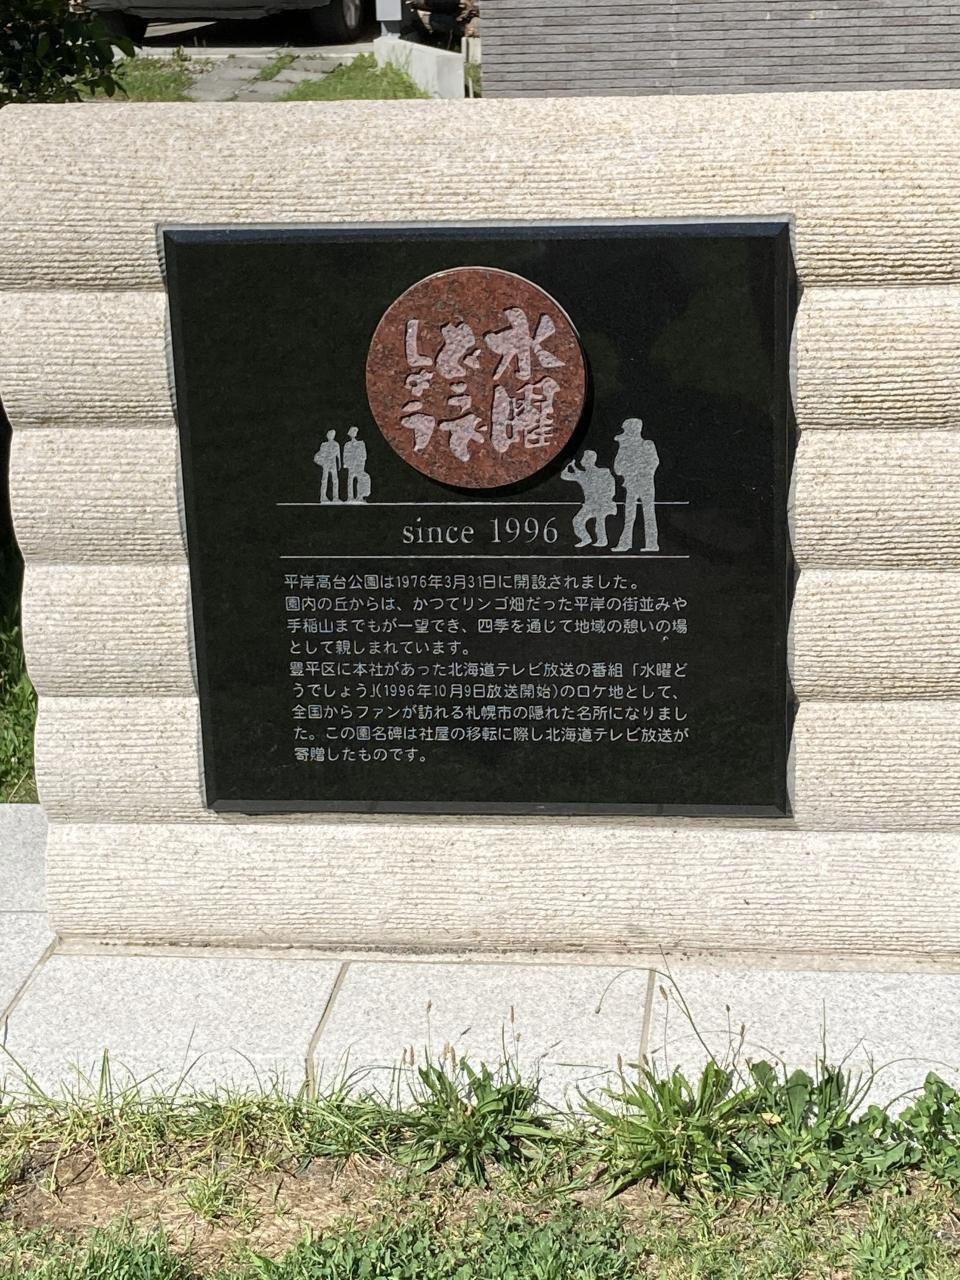 水曜
どうで
しょう
since 1996
平岸高台公園は1976年3月31日に開設されました。
園内の丘からは、かつてリンゴ畑だった平岸の街並みや
手稲山までもが一望でき、四季を通じて地域の憩いの場
として親しまれています。
豊平区に本社があった北海道テレビ放送の番組「水曜ど
うでしょう」(1996年10月9日放送開始)のロケ地として、
全国からファンが訪れる札幌市の隠れた名所になりまし
た。この園名碑は社屋の移転に際し北海道テレビ放送が
寄贈したものです。